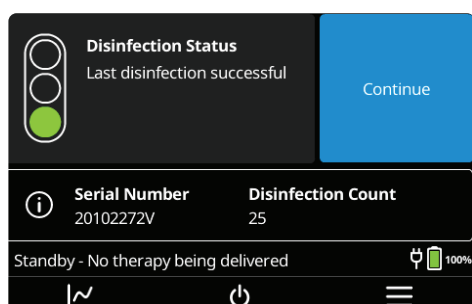 Disinfection Status
Last disinfection successful
Continue
Serial Number
20102272V
Disinfection Count
25
Standby - No therapy being delivered
100%